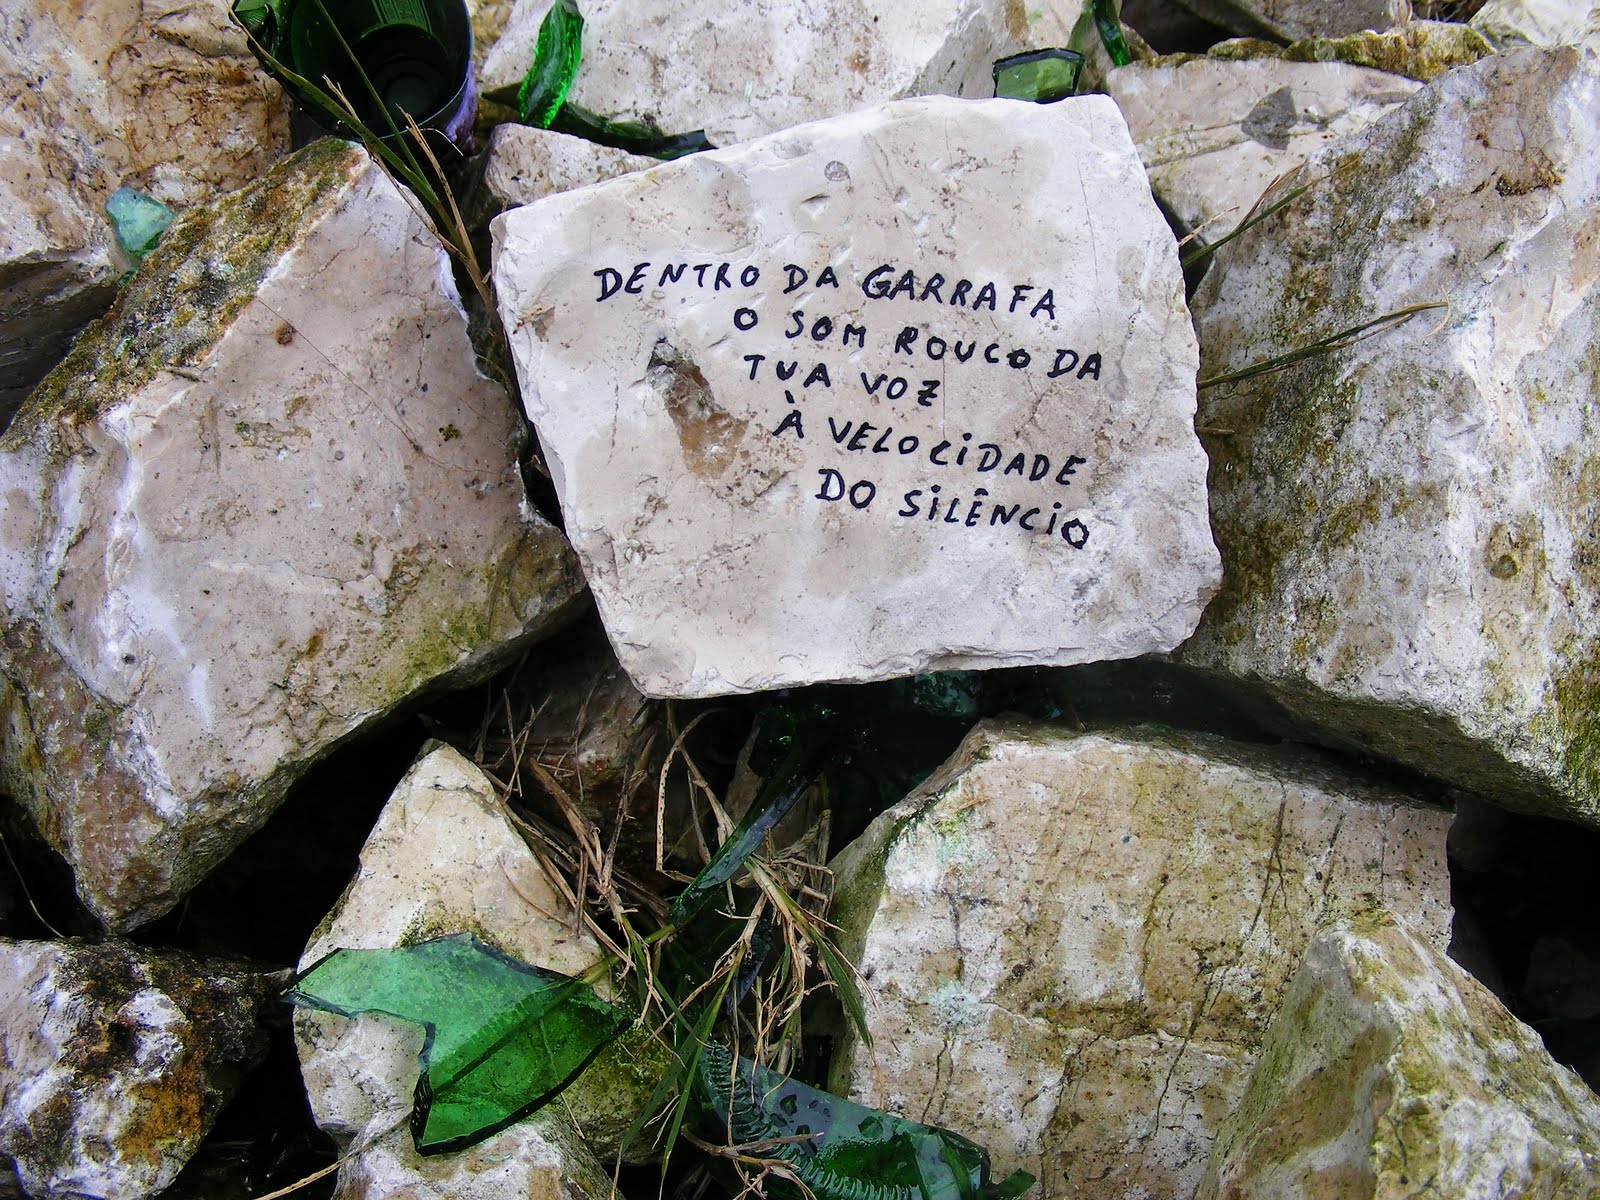 DENTRO DA GARRAFA
O SOM ROUCO DA
TUA VOZ
À VELOCIDADE
DO SILÊNCIO